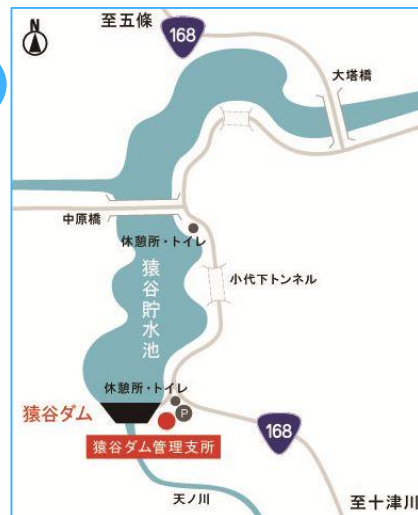 至五條
N
168
大塔橋
中原橋
休憩所・トイレ
小代下トンネル
猿谷貯水池
休憩所・トイレ
猿谷ダム
P
168
猿谷ダム管理支所
天ノ川
至十津川